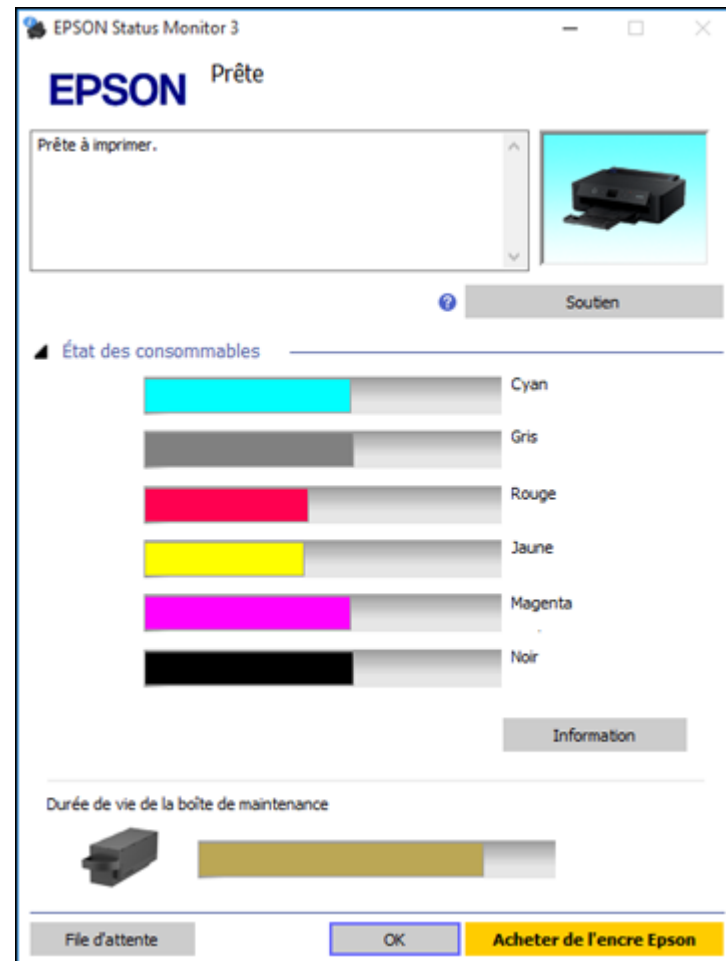 EPSON Status Monitor 3
EPSON
Prête
Prête à imprimer.
Soutien
État des consommables
Cyan
Gris
Rouge
Jaune
Magenta
Noir
Information
Durée de vie de la boîte de maintenance
File d'attente
OK
Acheter de l'encre Epson